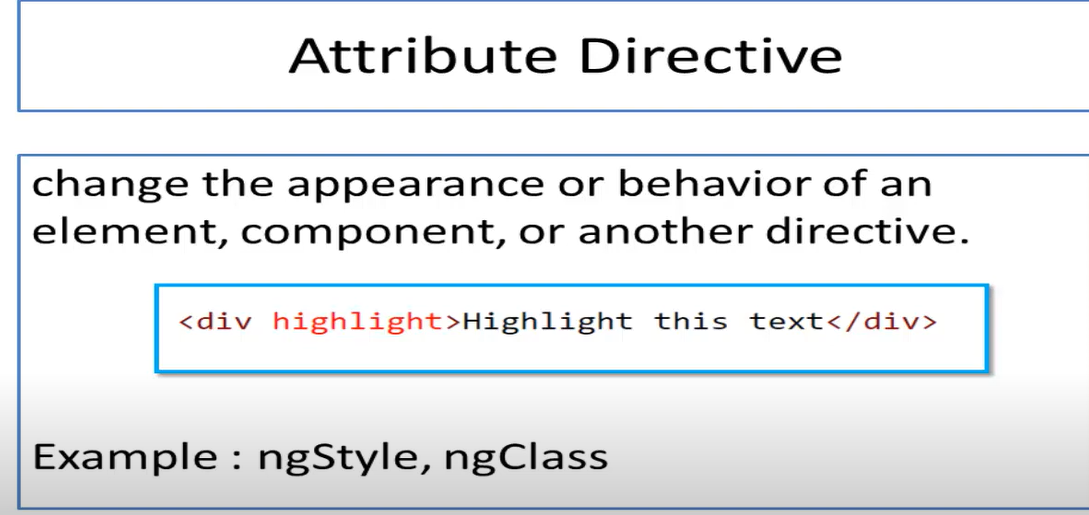 Attribute Directive
change the appearance or behavior of an
element, component, or another directive.
<div highlight>Highlight this text</div>
Example : ngStyle, ngClass